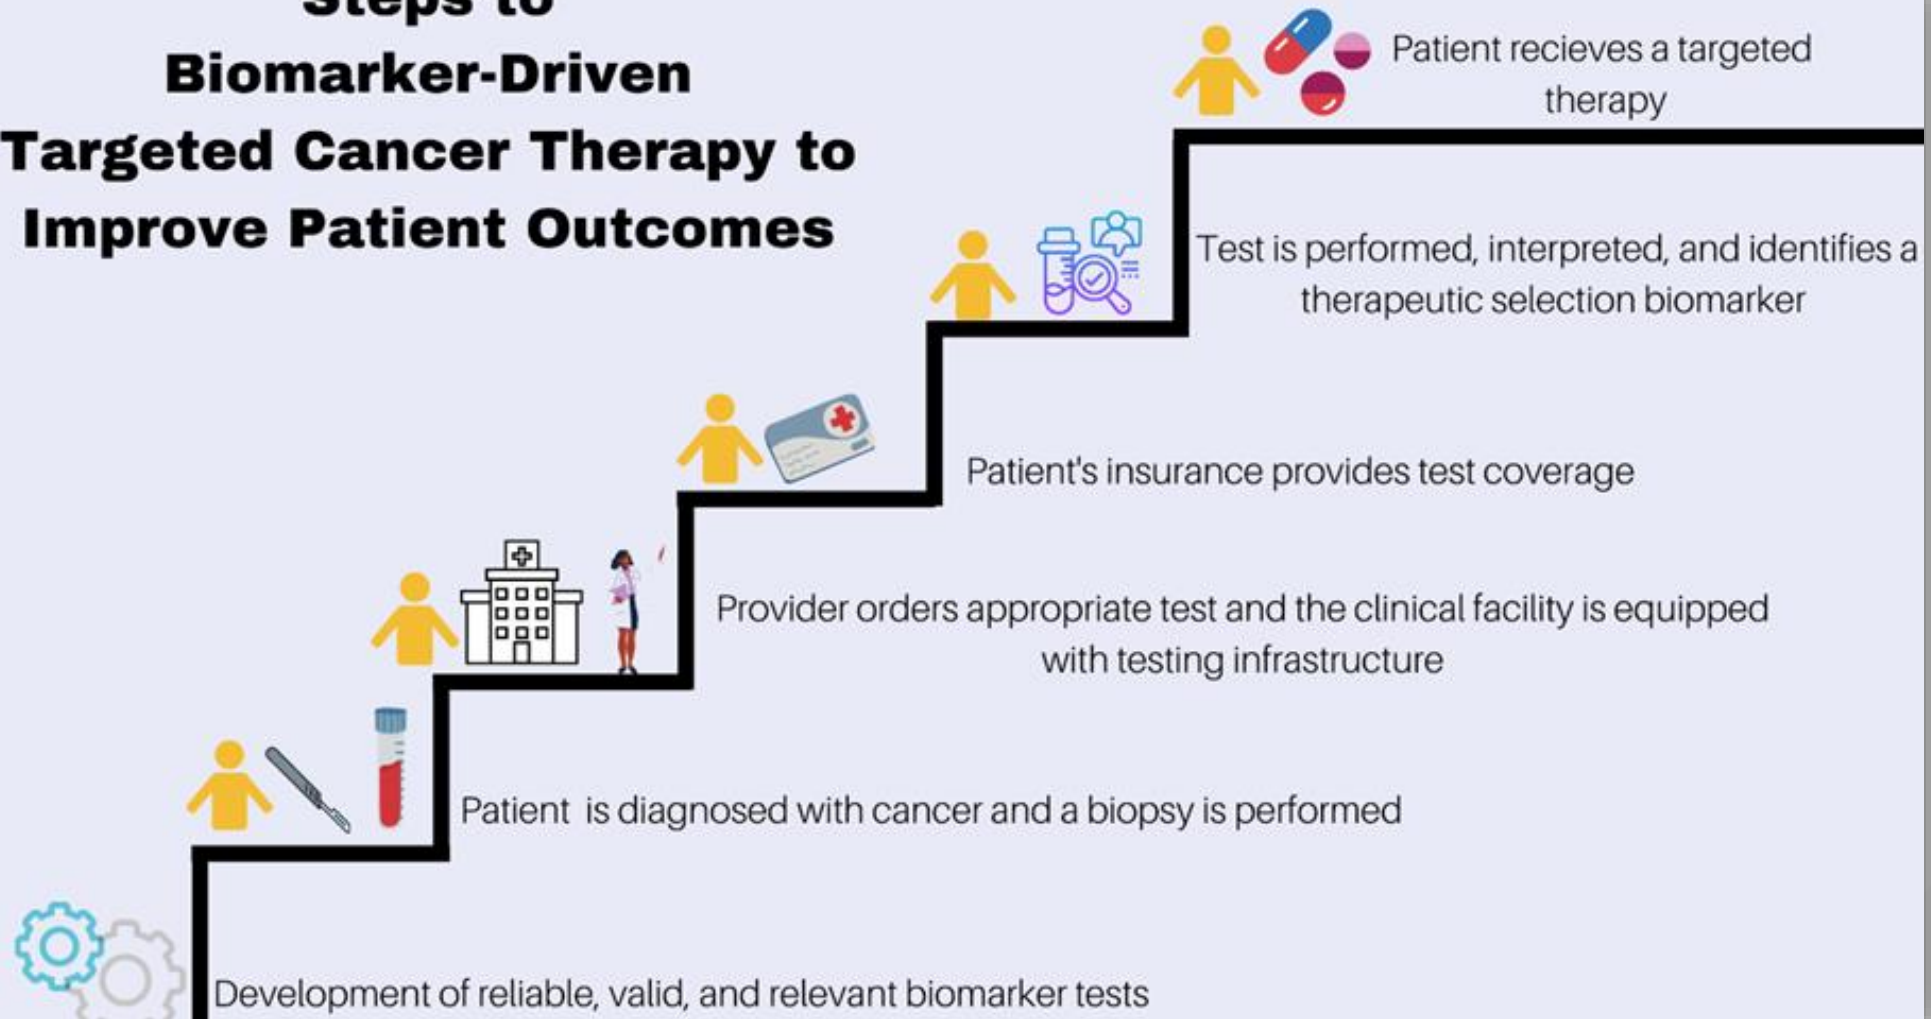 Steps to
Biomarker-Driven
Targeted Cancer Therapy to
Improve Patient Outcomes
Patient recieves a targeted
therapy
Test is performed, interpreted, and identifies a
therapeutic selection biomarker
Patient's insurance provides test coverage
Provider orders appropriate test and the clinical facility is equipped
with testing infrastructure
Patient is diagnosed with cancer and a biopsy is performed
Development of reliable, valid, and relevant biomarker tests